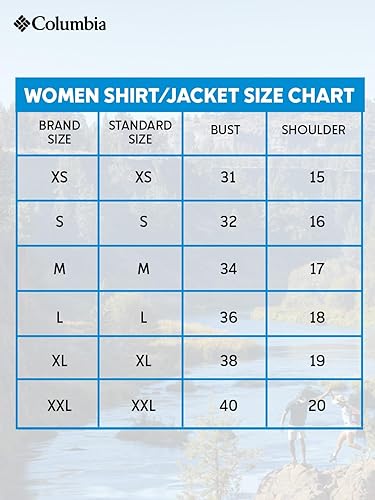 Columbia
WOMEN SHIRT/JACKET SIZE CHART
BRAND SIZE STANDARD SIZE BUST SHOULDER
XS XS 31 15
S S 32 16
M M 34 17
L L 36 18
XL XL 38 19
XXL XXL 40 20